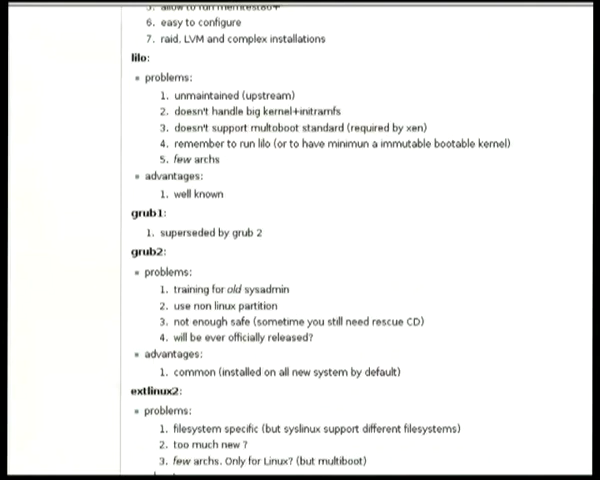 5. allow to run memtest86+
6. easy to configure
7. raid, LVM and complex installations
lilo:
problems:
1. unmaintained (upstream)
2. doesn't handle big kernel+initramfs
3. doesn't support multoboot standard (required by xen)
4. remember to run lilo (or to have minimun a immutable bootable kernel)
5. few archs
advantages:
1. well known
grub1:
1. superseded by grub 2
grub2:
problems:
1. training for old sysadmin
2. use non linux partition
3. not enough safe (sometime you still need rescue CD)
4. will be ever officially released?
advantages:
1. common (installed on all new system by default)
extlinux2:
problems:
1. filesystem specific (but syslinux support different filesystems)
2. too much new ?
3. few archs. Only for Linux? (but multiboot)